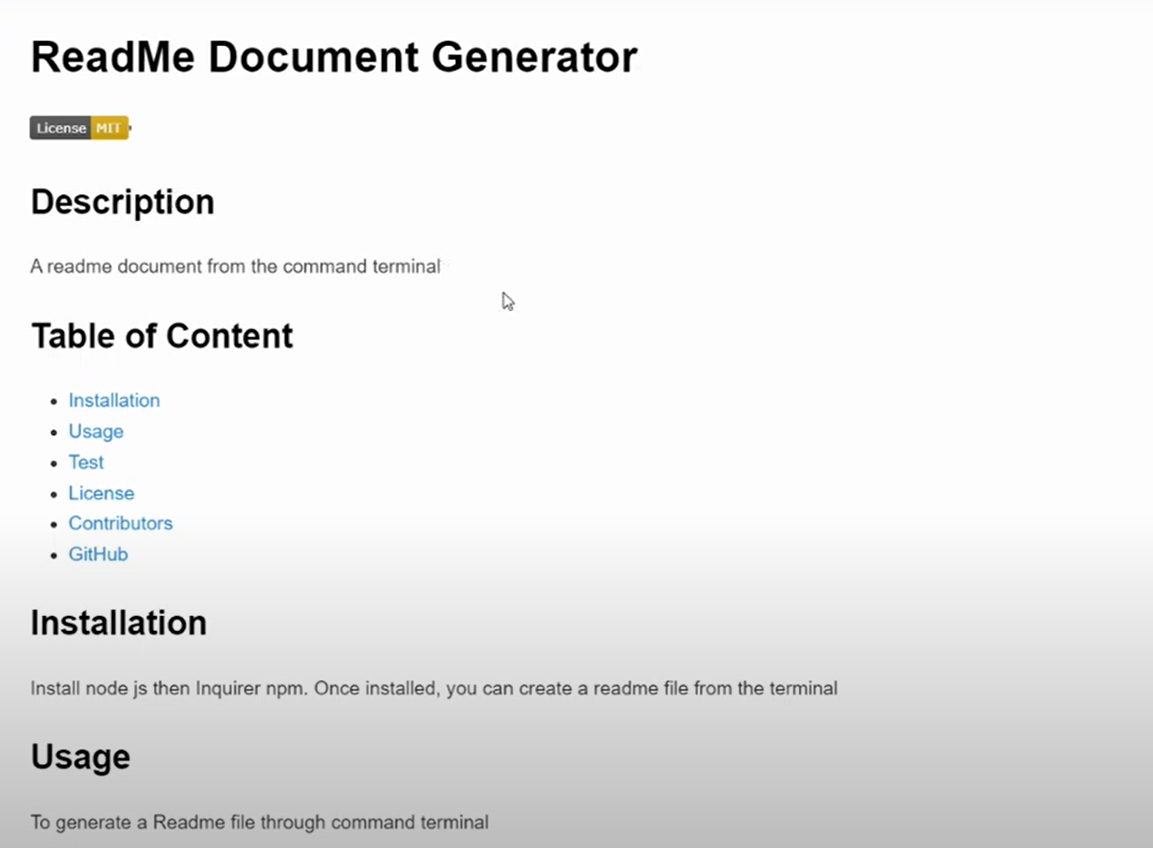 ReadMe Document Generator
License MIT'
Description
A readme document from the command terminal
Table of Content
Installation
Usage
Test
License
Contributors
GitHub
Installation
Install node js then Inquirer npm. Once installed, you can create a readme file from the terminal
Usage
To generate a Readme file through command terminal